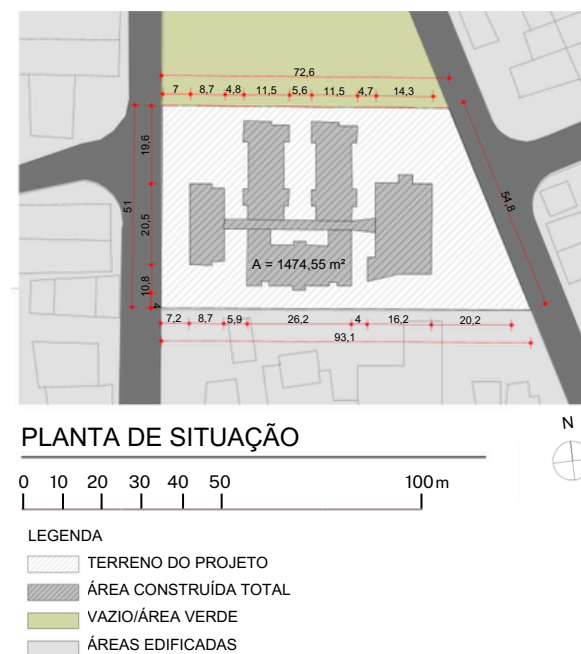 72,6
7 8,7 4,8 11,5 5,6 11,5 4,7 14,3
19,6
51
54,8
20,5
A = 1474,55 m²
10,8
4
7,2 8,7 5,9 26,2 4 16,2 20,2
93,1
PLANTA DE SITUAÇÃO
N
0 10 20 30 40 50 100 m
LEGENDA
TERRENO DO PROJETO
ÁREA CONSTRUÍDA TOTAL
VAZIO/ÁREA VERDE
ÁREAS EDIFICADAS